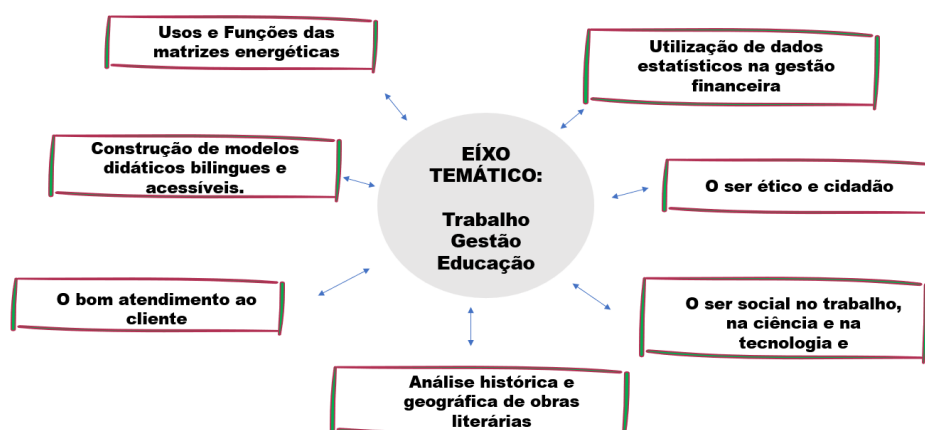 Usos e Funções das
matrizes energéticas
Utilização de dados
estatísticos na gestão
financeira
Construção de modelos
didáticos bilingues e
acessíveis.
EÍXO
TEMÁTICO:
Trabalho
Gestão
Educação
O ser ético e cidadão
O bom atendimento ao
cliente
O ser social no trabalho,
na ciência e na
tecnologia e
Análise histórica e
geográfica de obras
literárias